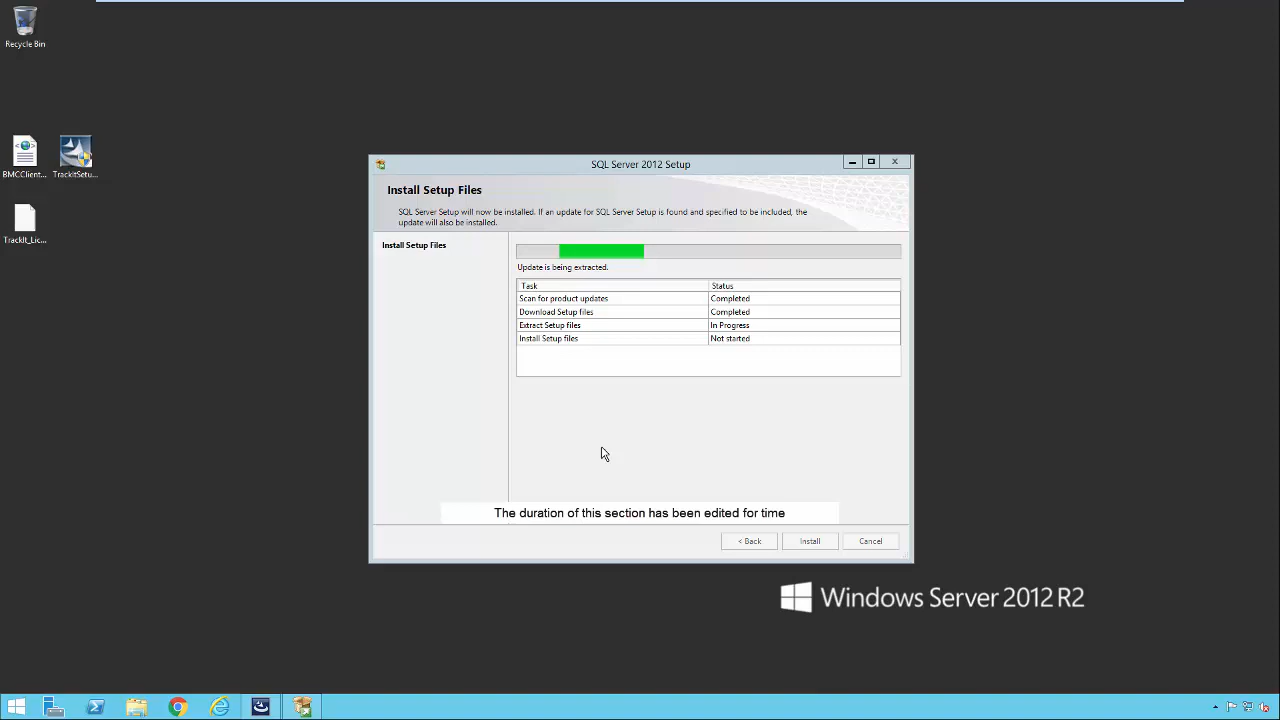 Recycle Bin
BMCClient...
TrackItSetu...
TrackIt_Lic...
SQL Server 2012 Setup
Install Setup Files
SQL Server Setup will now be installed. If an update for SQL Server Setup is found and specified to be included, the
update will also be installed.
Install Setup Files
Update is being extracted.
Task Status
Scan for product updates Completed
Download Setup files Completed
Extract Setup files In Progress
Install Setup files Not started
The duration of this section has been edited for time
< Back Install Cancel
Windows Server 2012 R2